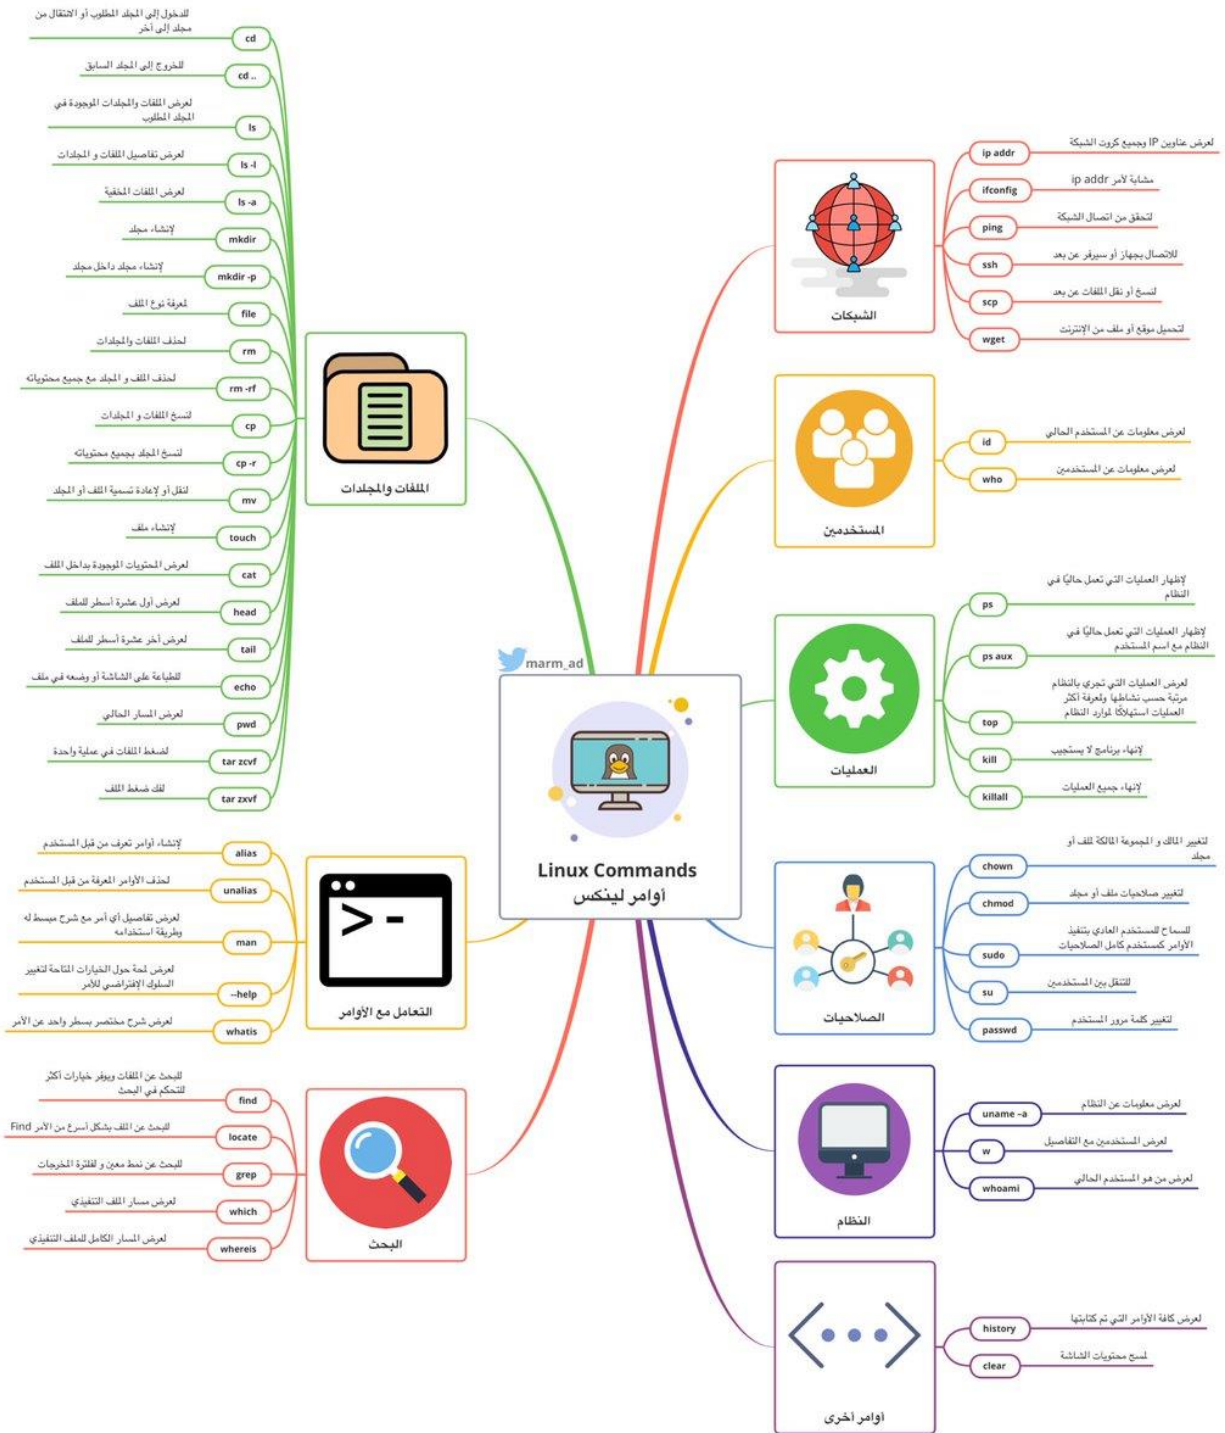 marm_ad
Linux Commands
أوامر لينكس
الملفات والمجلدات
cd
للدخول إلى المجلد المطلوب أو الانتقال من
مجلد إلى آخر
cd ..
للخروج إلى المجلد السابق
ls
لعرض الملفات والمجلدات الموجودة في
المجلد المطلوب
ls -l
لعرض تفاصيل الملفات و المجلدات
ls -a
لعرض الملفات المخفية
mkdir
لإنشاء مجلد
mkdir -p
لإنشاء مجلد داخل مجلد
file
لمعرفة نوع الملف
rm
لحذف الملفات والمجلدات
rm -rf
لحذف الملف و المجلد مع جميع محتوياته
cp
لنسخ الملفات و المجلدات
cp -r
لنسخ المجلد بجميع محتوياته
mv
لنقل أو لإعادة تسمية الملف أو المجلد
touch
لإنشاء ملف
cat
لعرض المحتويات الموجودة بداخل الملف
head
لعرض أول عشرة أسطر للملف
tail
لعرض أخر عشرة أسطر للملف
echo
للطباعة على الشاشة أو وضعه في ملف
pwd
لعرض المسار الحالي
tar zcvf
لضغط الملفات في عملية واحدة
tar zxvf
لفك ضغط الملف
التعامل مع الأوامر
alias
لإنشاء أوامر تعرف من قبل المستخدم
unalias
لحذف الأوامر المعرفة من قبل المستخدم
man
لعرض تفاصيل أي أمر مع شرح مبسط له
وطريقة استخدامه
--help
لعرض لمحة حول الخيارات المتاحة لتغيير
السلوك الإفتراضي للأمر
whatis
لعرض شرح مختصر بسطر واحد عن الأمر
البحث
find
للبحث عن الملفات ويوفر خيارات أكثر
للتحكم في البحث
locate
للبحث عن الملف بشكل أسرع من الأمر Find
grep
للبحث عن نمط معين و لفلترة المخرجات
which
لعرض مسار الملف التنفيذي
whereis
لعرض المسار الكامل للملف التنفيذي
الشبكات
ip addr
لعرض عناوين IP وجميع كروت الشبكة
ifconfig
مشابة لأمر ip addr
ping
لتحقق من اتصال الشبكة
ssh
للاتصال بجهاز أو سيرفر عن بعد
scp
لنسخ أو نقل الملفات عن بعد
wget
لتحميل موقع أو ملف من الإنترنت
المستخدمين
id
لعرض معلومات عن المستخدم الحالي
who
لعرض معلومات عن المستخدمين
العمليات
ps
لإظهار العمليات التي تعمل حاليًا في
النظام
ps aux
لإظهار العمليات التي تعمل حاليًا في
النظام مع اسم المستخدم
top
لعرض العمليات التي تجري بالنظام
مرتبة حسب نشاطها ولمعرفة أكثر
العمليات استهلاكًا لموارد النظام
kill
لإنهاء برنامج لا يستجيب
killall
لإنهاء جميع العمليات
الصلاحيات
chown
لتغيير المالك و المجموعة المالكة لملف أو
مجلد
chmod
لتغيير صلاحيات ملف أو مجلد
sudo
للسماح للمستخدم العادي بتنفيذ
الأوامر كمستخدم كامل الصلاحيات
su
للتنقل بين المستخدمين
passwd
لتغيير كلمة مرور المستخدم
النظام
uname –a
لعرض معلومات عن النظام
w
لعرض المستخدمين مع التفاصيل
whoami
لعرض من هو المستخدم الحالي
أوامر أخرى
history
لعرض كافة الأوامر التي تم كتابتها
clear
لمسح محتويات الشاشة